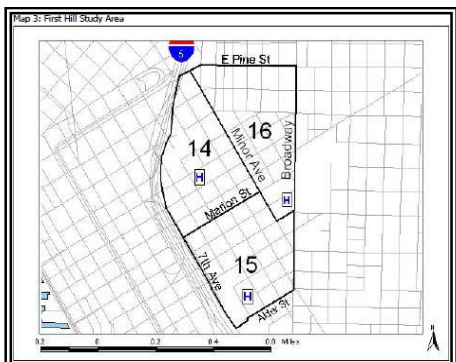 Map 3: First Hill Study Area
5
E Pine St
16
Minor Ave
Broadway
14
H
H
Marion St
7th Ave
15
H
Alder St
0.2 0 0.2 0.4 0.6 Miles
N